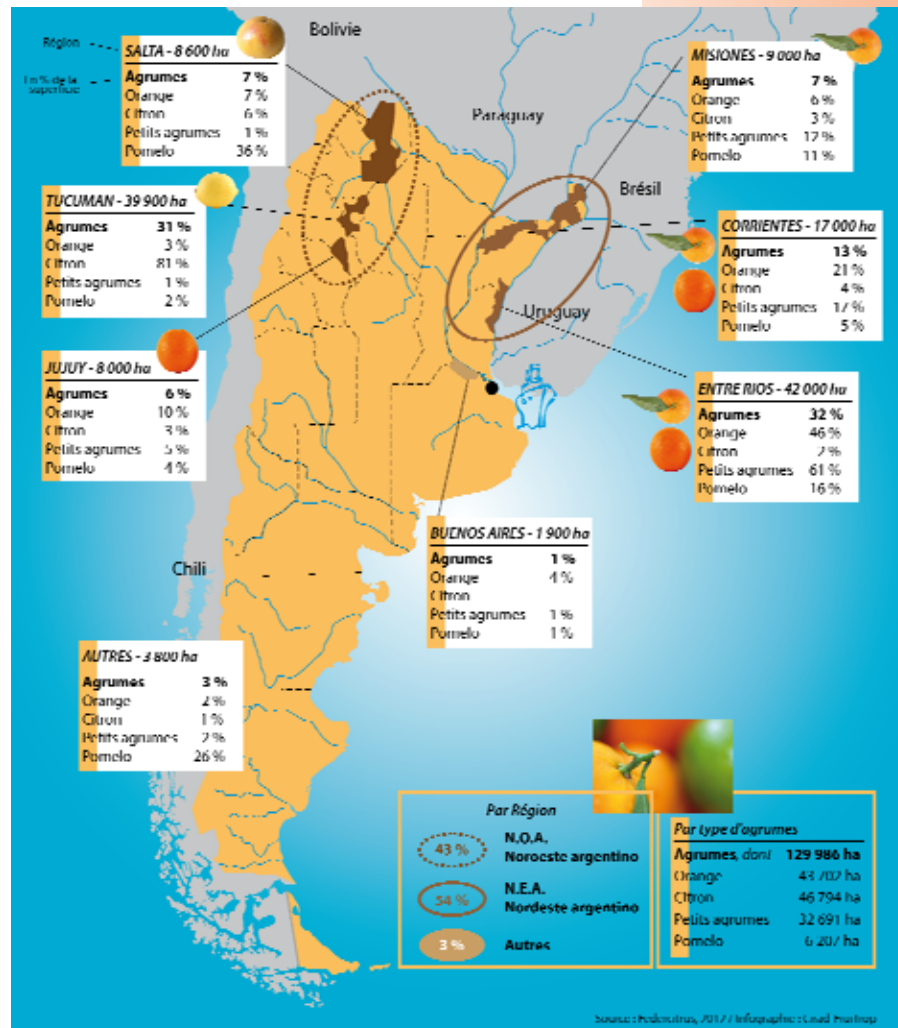 Région
En % de la
superficie
SALTA - 8 600 ha
Agrumes 7 %
Orange 7 %
Citron 6 %
Petits agrumes 1 %
Pomelo 36 %
TUCUMAN - 39 900 ha
Agrumes 31 %
Orange 3 %
Citron 81 %
Petits agrumes 1 %
Pomelo 2 %
JUJUY - 8 000 ha
Agrumes 6 %
Orange 10 %
Citron 3 %
Petits agrumes 5 %
Pomelo 4 %
Bolivie
Paraguay
Brésil
Uruguay
Chili
MISIONES - 9 000 ha
Agrumes 7 %
Orange 6 %
Citron 3 %
Petits agrumes 12 %
Pomelo 11 %
CORRIENTES - 17 000 ha
Agrumes 13 %
Orange 21 %
Citron 4 %
Petits agrumes 17 %
Pomelo 5 %
ENTRE RIOS - 42 000 ha
Agrumes 32 %
Orange 46 %
Citron 2 %
Petits agrumes 61 %
Pomelo 16 %
BUENOS AIRES - 1 900 ha
Agrumes 1 %
Orange 4 %
Citron
Petits agrumes 1 %
Pomelo 1 %
AUTRES - 3 800 ha
Agrumes 3 %
Orange 2 %
Citron 1 %
Petits agrumes 2 %
Pomelo 26 %
Par Région
43 % N.O.A.
Noroeste argentino
54 % N.E.A.
Nordeste argentino
3 % Autres
Par type d'agrumes
Agrumes, dont 129 986 ha
Orange 43 702 ha
Citron 46 794 ha
Petits agrumes 32 691 ha
Pomelo 6 207 ha
Source : Federcitrus, 2017 / Infographie : Cirad-FruiTrop